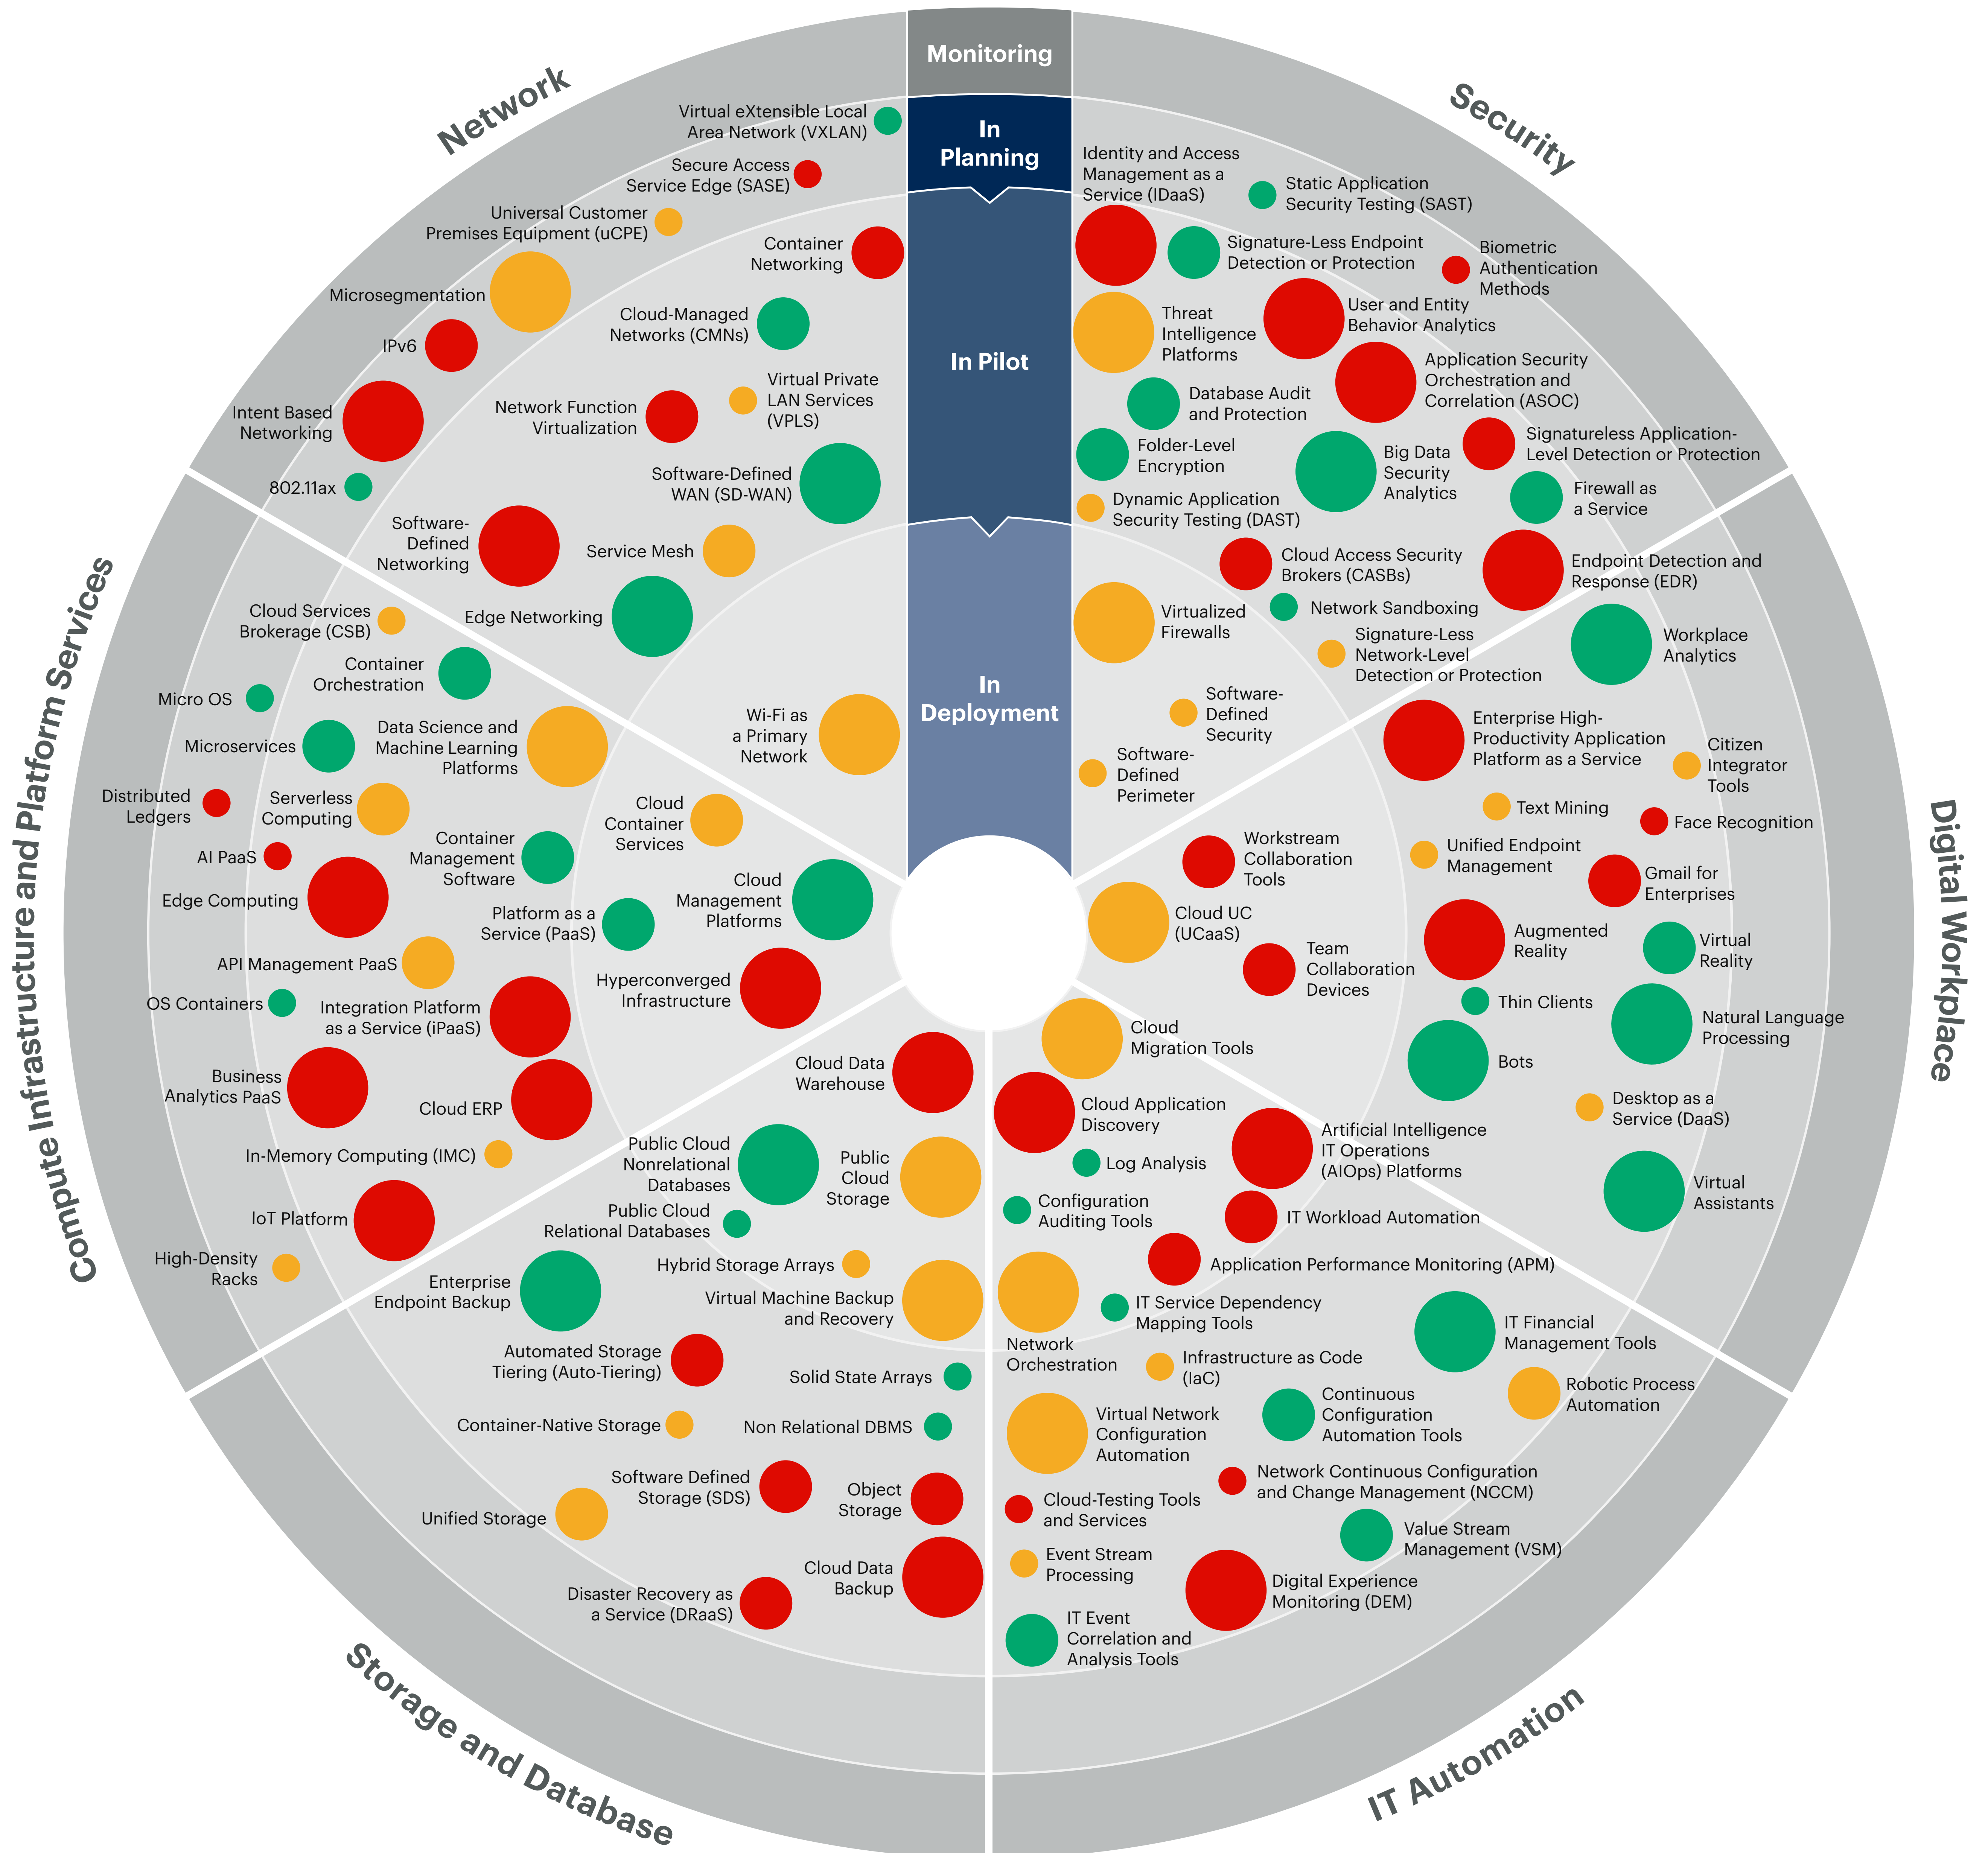 Monitoring
In
Planning
In Pilot
In
Deployment
Network
Virtual eXtensible Local
Area Network (VXLAN)
Secure Access
Service Edge (SASE)
Universal Customer
Premises Equipment (uCPE)
Container
Networking
Microsegmentation
Cloud-Managed
Networks (CMNs)
IPv6
Virtual Private
LAN Services
(VPLS)
Network Function
Virtualization
Intent Based
Networking
802.11ax
Software-Defined
WAN (SD-WAN)
Software-
Defined
Networking
Service Mesh
Edge Networking
Wi-Fi as
a Primary
Network
Security
Identity and Access
Management as a
Service (IDaaS)
Static Application
Security Testing (SAST)
Signature-Less Endpoint
Detection or Protection
Biometric
Authentication
Methods
Threat
Intelligence
Platforms
User and Entity
Behavior Analytics
Application Security
Orchestration and
Correlation (ASOC)
Database Audit
and Protection
Folder-Level
Encryption
Big Data
Security
Analytics
Signatureless Application-
Level Detection or Protection
Firewall as
a Service
Dynamic Application
Security Testing (DAST)
Cloud Access Security
Brokers (CASBs)
Endpoint Detection and
Response (EDR)
Network Sandboxing
Virtualized
Firewalls
Signature-Less
Network-Level
Detection or Protection
Software-
Defined
Security
Software-
Defined
Perimeter
Digital Workplace
Workplace
Analytics
Enterprise High-
Productivity Application
Platform as a Service
Citizen
Integrator
Tools
Text Mining
Face Recognition
Unified Endpoint
Management
Workstream
Collaboration
Tools
Gmail for
Enterprises
Cloud UC
(UCaaS)
Augmented
Reality
Virtual
Reality
Team
Collaboration
Devices
Thin Clients
Natural Language
Processing
Bots
Desktop as a
Service (DaaS)
Virtual
Assistants
IT Automation
Cloud
Migration Tools
Cloud Application
Discovery
Artificial Intelligence
IT Operations
(AIOps) Platforms
Log Analysis
Configuration
Auditing Tools
IT Workload Automation
Application Performance Monitoring (APM)
IT Service Dependency
Mapping Tools
Network
Orchestration
IT Financial
Management Tools
Infrastructure as Code
(IaC)
Robotic Process
Automation
Continuous
Configuration
Automation Tools
Virtual Network
Configuration
Automation
Network Continuous Configuration
and Change Management (NCCM)
Cloud-Testing Tools
and Services
Value Stream
Management (VSM)
Event Stream
Processing
Digital Experience
Monitoring (DEM)
IT Event
Correlation and
Analysis Tools
Storage and Database
Cloud Data
Warehouse
Public Cloud
Nonrelational
Databases
Public
Cloud
Storage
Public Cloud
Relational Databases
Hybrid Storage Arrays
Enterprise
Endpoint Backup
Virtual Machine Backup
and Recovery
Automated Storage
Tiering (Auto-Tiering)
Solid State Arrays
Container-Native Storage
Non Relational DBMS
Software Defined
Storage (SDS)
Object
Storage
Unified Storage
Cloud Data
Backup
Disaster Recovery as
a Service (DRaaS)
Compute Infrastructure and Platform Services
Cloud Services
Brokerage (CSB)
Container
Orchestration
Micro OS
Microservices
Data Science and
Machine Learning
Platforms
Distributed
Ledgers
Serverless
Computing
Cloud
Container
Services
AI PaaS
Container
Management
Software
Edge Computing
Cloud
Management
Platforms
Platform as a
Service (PaaS)
API Management PaaS
OS Containers
Hyperconverged
Infrastructure
Integration Platform
as a Service (iPaaS)
Business
Analytics PaaS
Cloud ERP
In-Memory Computing (IMC)
IoT Platform
High-Density
Racks